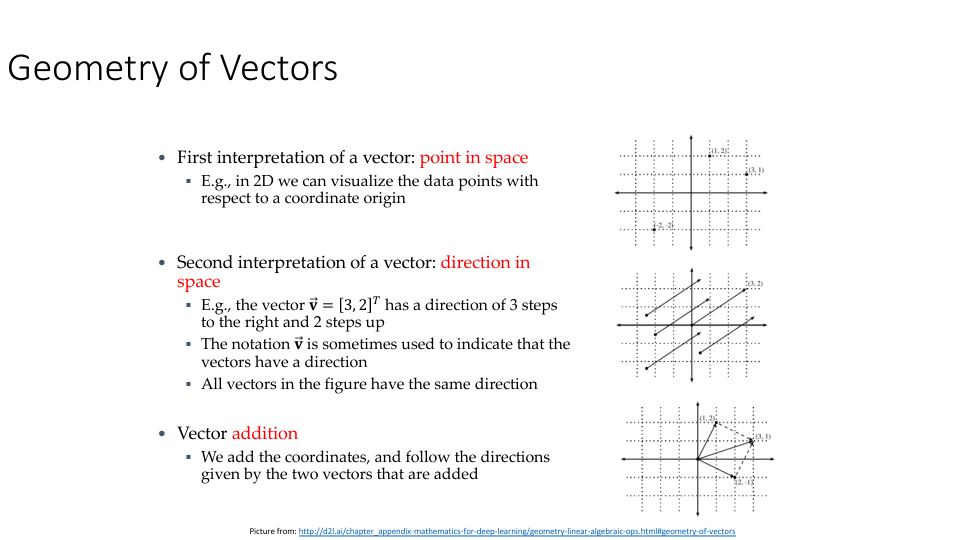 Geometry of Vectors
• First interpretation of a vector: point in space
▪ E.g., in 2D we can visualize the data points with
respect to a coordinate origin
(1, 2)
(3, 1)
(-2, -2)
• Second interpretation of a vector: direction in
space
▪ E.g., the vector v⃗ = [3, 2]ᵀ has a direction of 3 steps
to the right and 2 steps up
▪ The notation v⃗ is sometimes used to indicate that the
vectors have a direction
▪ All vectors in the figure have the same direction
(3, 2)
• Vector addition
▪ We add the coordinates, and follow the directions
given by the two vectors that are added
(1, 2)
(3, 1)
(2, -1)
Picture from: http://d2l.ai/chapter_appendix-mathematics-for-deep-learning/geometry-linear-algebraic-ops.html#geometry-of-vectors